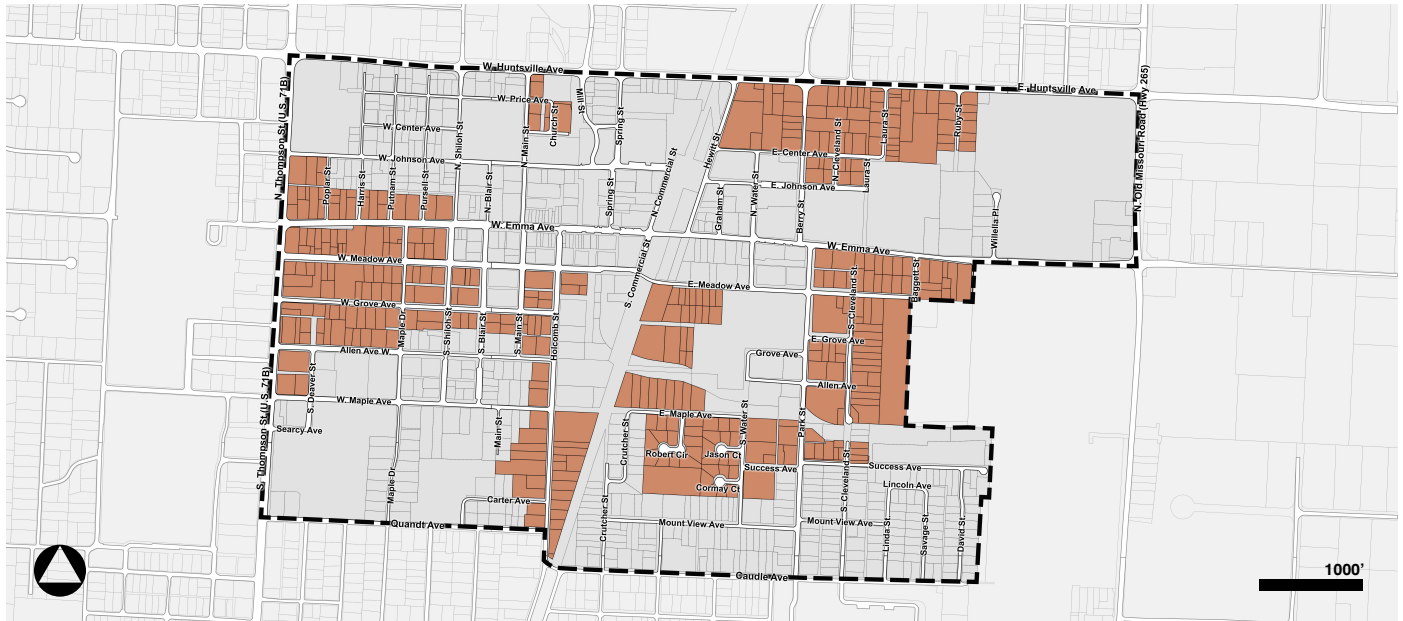 W. Huntsville Ave
E. Huntsville Ave
N. Thompson St (U.S. 71B)
N. Old Missouri Road (Hwy 265)
W. Price Ave
Mill St
Church St
Spring St
N. Main St
N. Shiloh St
W. Center Ave
W. Johnson Ave
Hewitt St
N. Cleveland St
Laura St
Ruby St
E. Center Ave
Laura St
E. Johnson Ave
Poplar St
Harris St
Putnam St
Pursell St
N. Blair St
Spring St
N. Commercial St
Graham St
N. Water St
Berry St
Willella Pl
W. Emma Ave
W. Emma Ave
W. Meadow Ave
S. Commercial St
E. Meadow Ave
S. Cleveland St
Baggett St
W. Grove Ave
Maple Dr
S. Shiloh St
S. Blair St
S. Main St
Holcomb St
E. Grove Ave
Grove Ave
Allen Ave W
Allen Ave
S. Deaver St
W. Maple Ave
E. Maple Ave
S. Water St
Park St
S. Thompson St (U.S. 71B)
Searcy Ave
Main St
Crutcher St
Robert Cir
Jason Ct
Success Ave
Success Ave
S. Cleveland St
Maple Dr
Cormay Ct
Lincoln Ave
Carter Ave
Crutcher St
Quandt Ave
Mount View Ave
Mount View Ave
Linda St
Savage St
David St
Caudle Ave
1000’